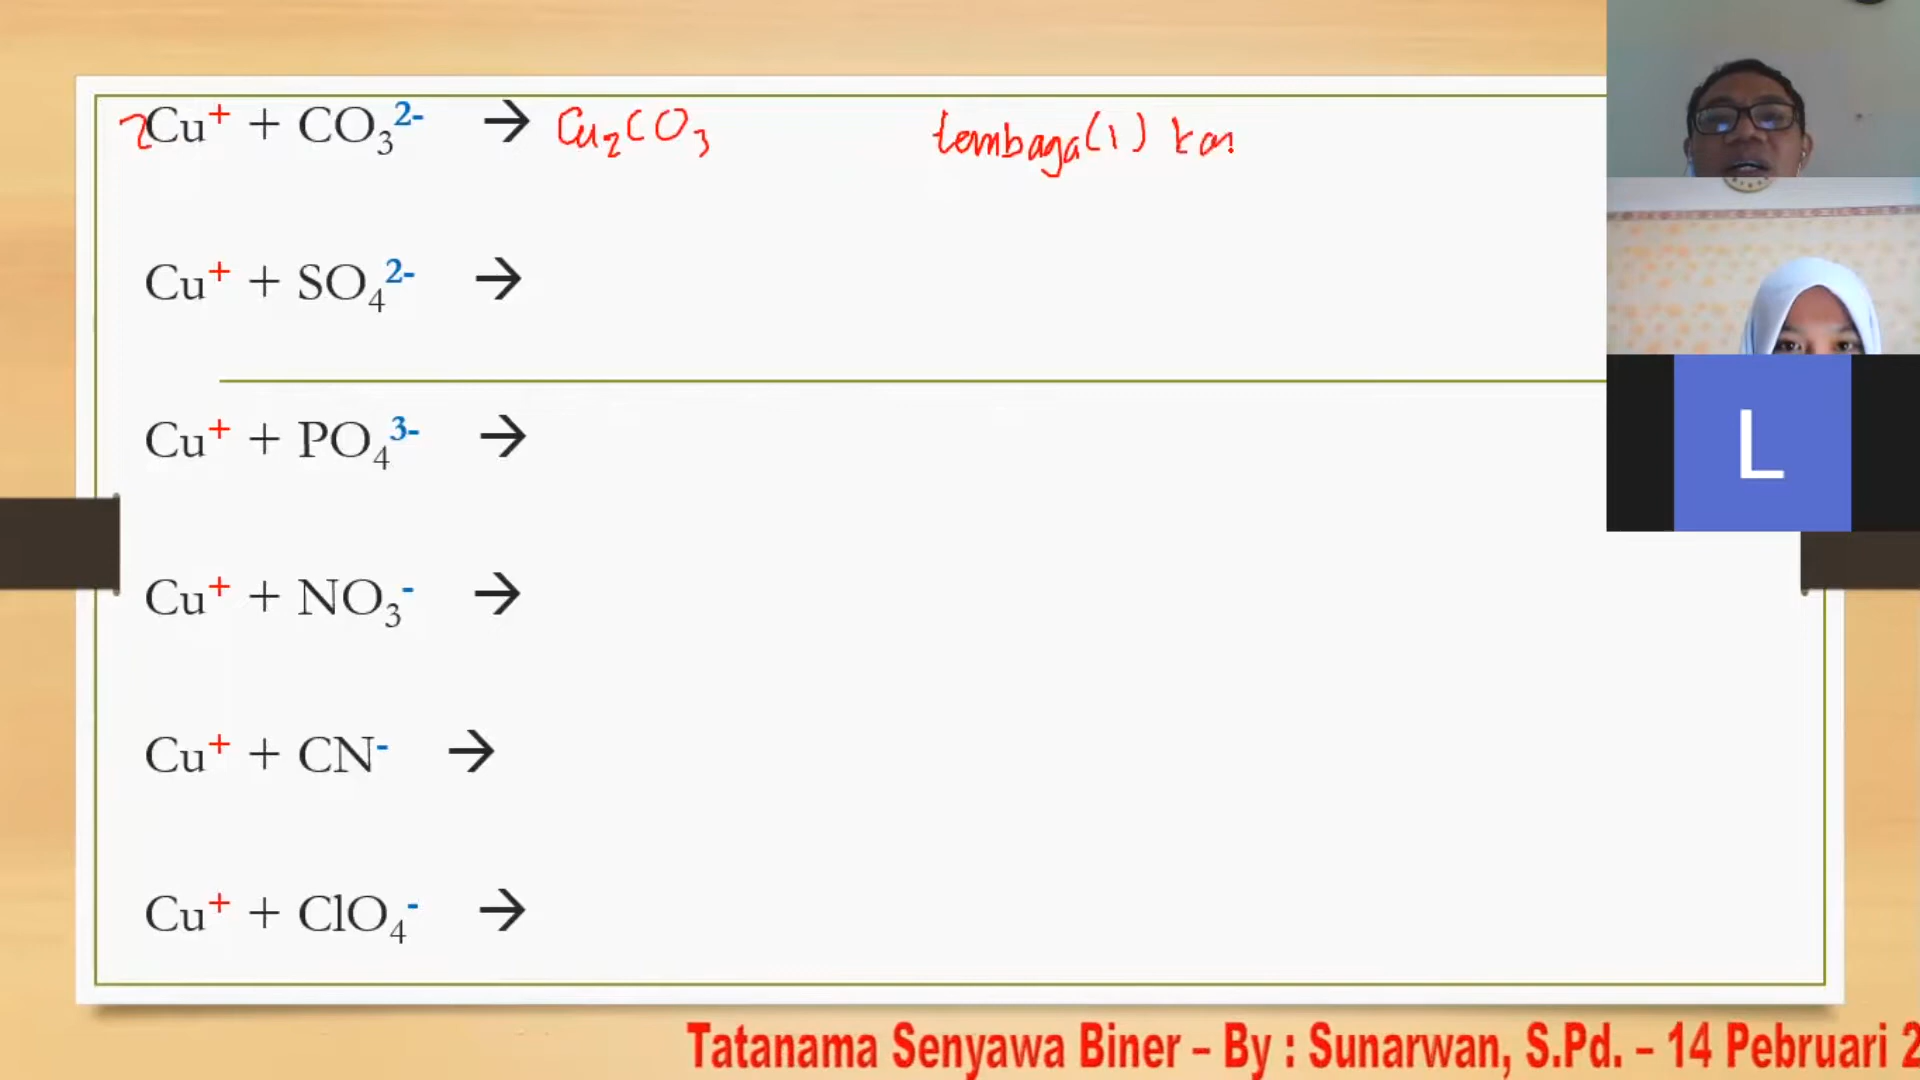 2Cu⁺ + CO₃²⁻ → Cu₂CO₃ tembaga(I) kar
Cu⁺ + SO₄²⁻ →
Cu⁺ + PO₄³⁻ →
Cu⁺ + NO₃⁻ →
Cu⁺ + CN⁻ →
Cu⁺ + ClO₄⁻ →
L
Tatanama Senyawa Biner – By : Sunarwan, S.Pd. – 14 Pebruari 2